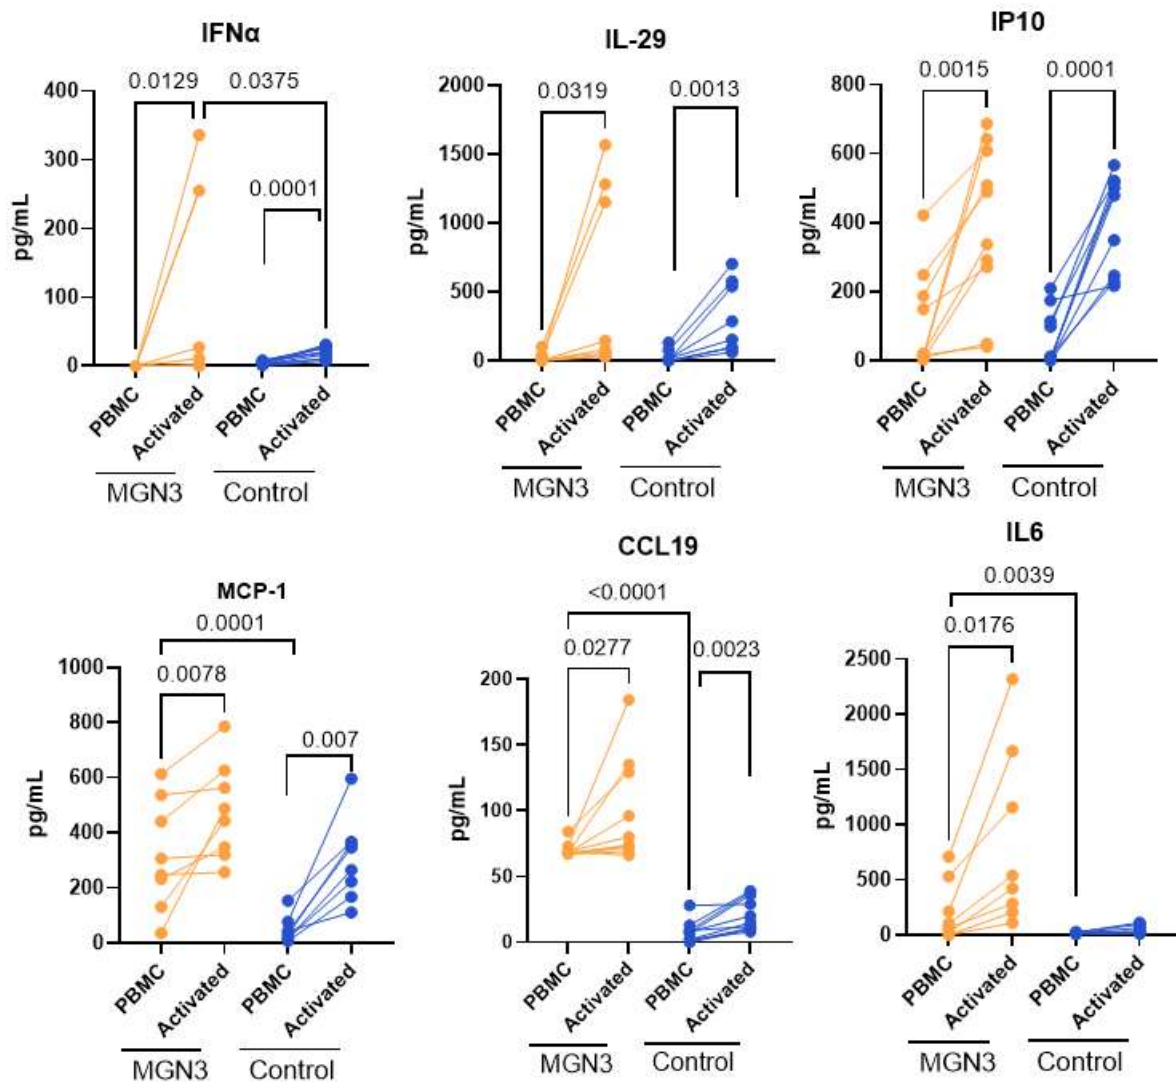 IFNα
0.0129 0.0375
0.0001
pg/mL
400
300
200
100
0
PBMC Activated PBMC Activated
MGN3 Control
IL-29
0.0319 0.0013
pg/mL
2000
1500
1000
500
0
PBMC Activated PBMC Activated
MGN3 Control
IP10
0.0015 0.0001
pg/mL
800
600
400
200
0
PBMC Activated PBMC Activated
MGN3 Control
MCP-1
0.0001
0.0078
0.007
pg/mL
1000
800
600
400
200
0
PBMC Activated PBMC Activated
MGN3 Control
CCL19
<0.0001
0.0277 0.0023
pg/mL
200
150
100
50
0
PBMC Activated PBMC Activated
MGN3 Control
IL6
0.0039
0.0176
pg/mL
2500
2000
1500
1000
500
0
PBMC Activated PBMC Activated
MGN3 Control